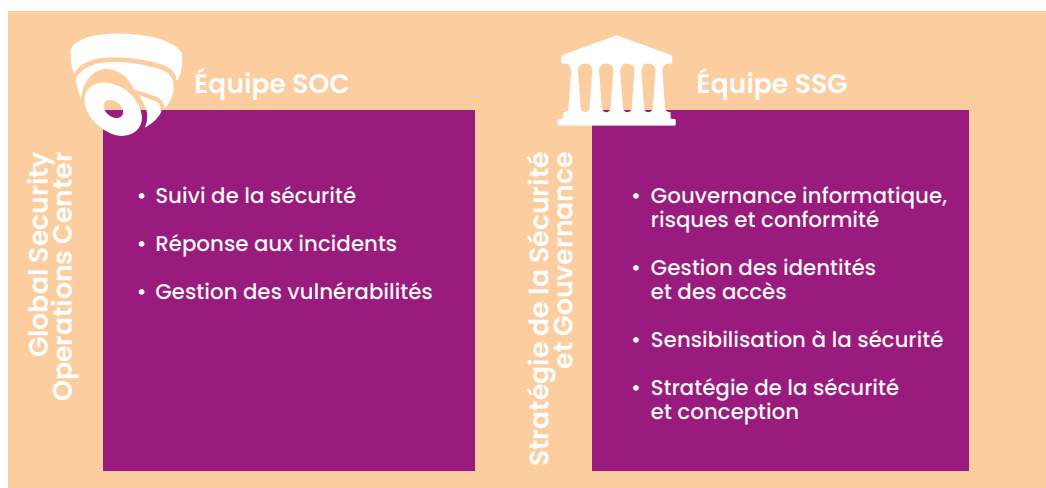 Équipe SOC
Global Security
Operations Center
• Suivi de la sécurité
• Réponse aux incidents
• Gestion des vulnérabilités
Équipe SSG
Stratégie de la Sécurité
et Gouvernance
• Gouvernance informatique,
risques et conformité
• Gestion des identités
et des accès
• Sensibilisation à la sécurité
• Stratégie de la sécurité
et conception